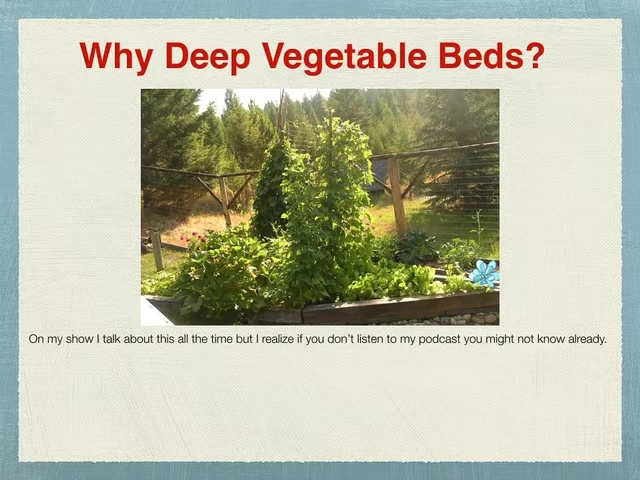 Why Deep Vegetable Beds?
On my show I talk about this all the time but I realize if you don’t listen to my podcast you might not know already.